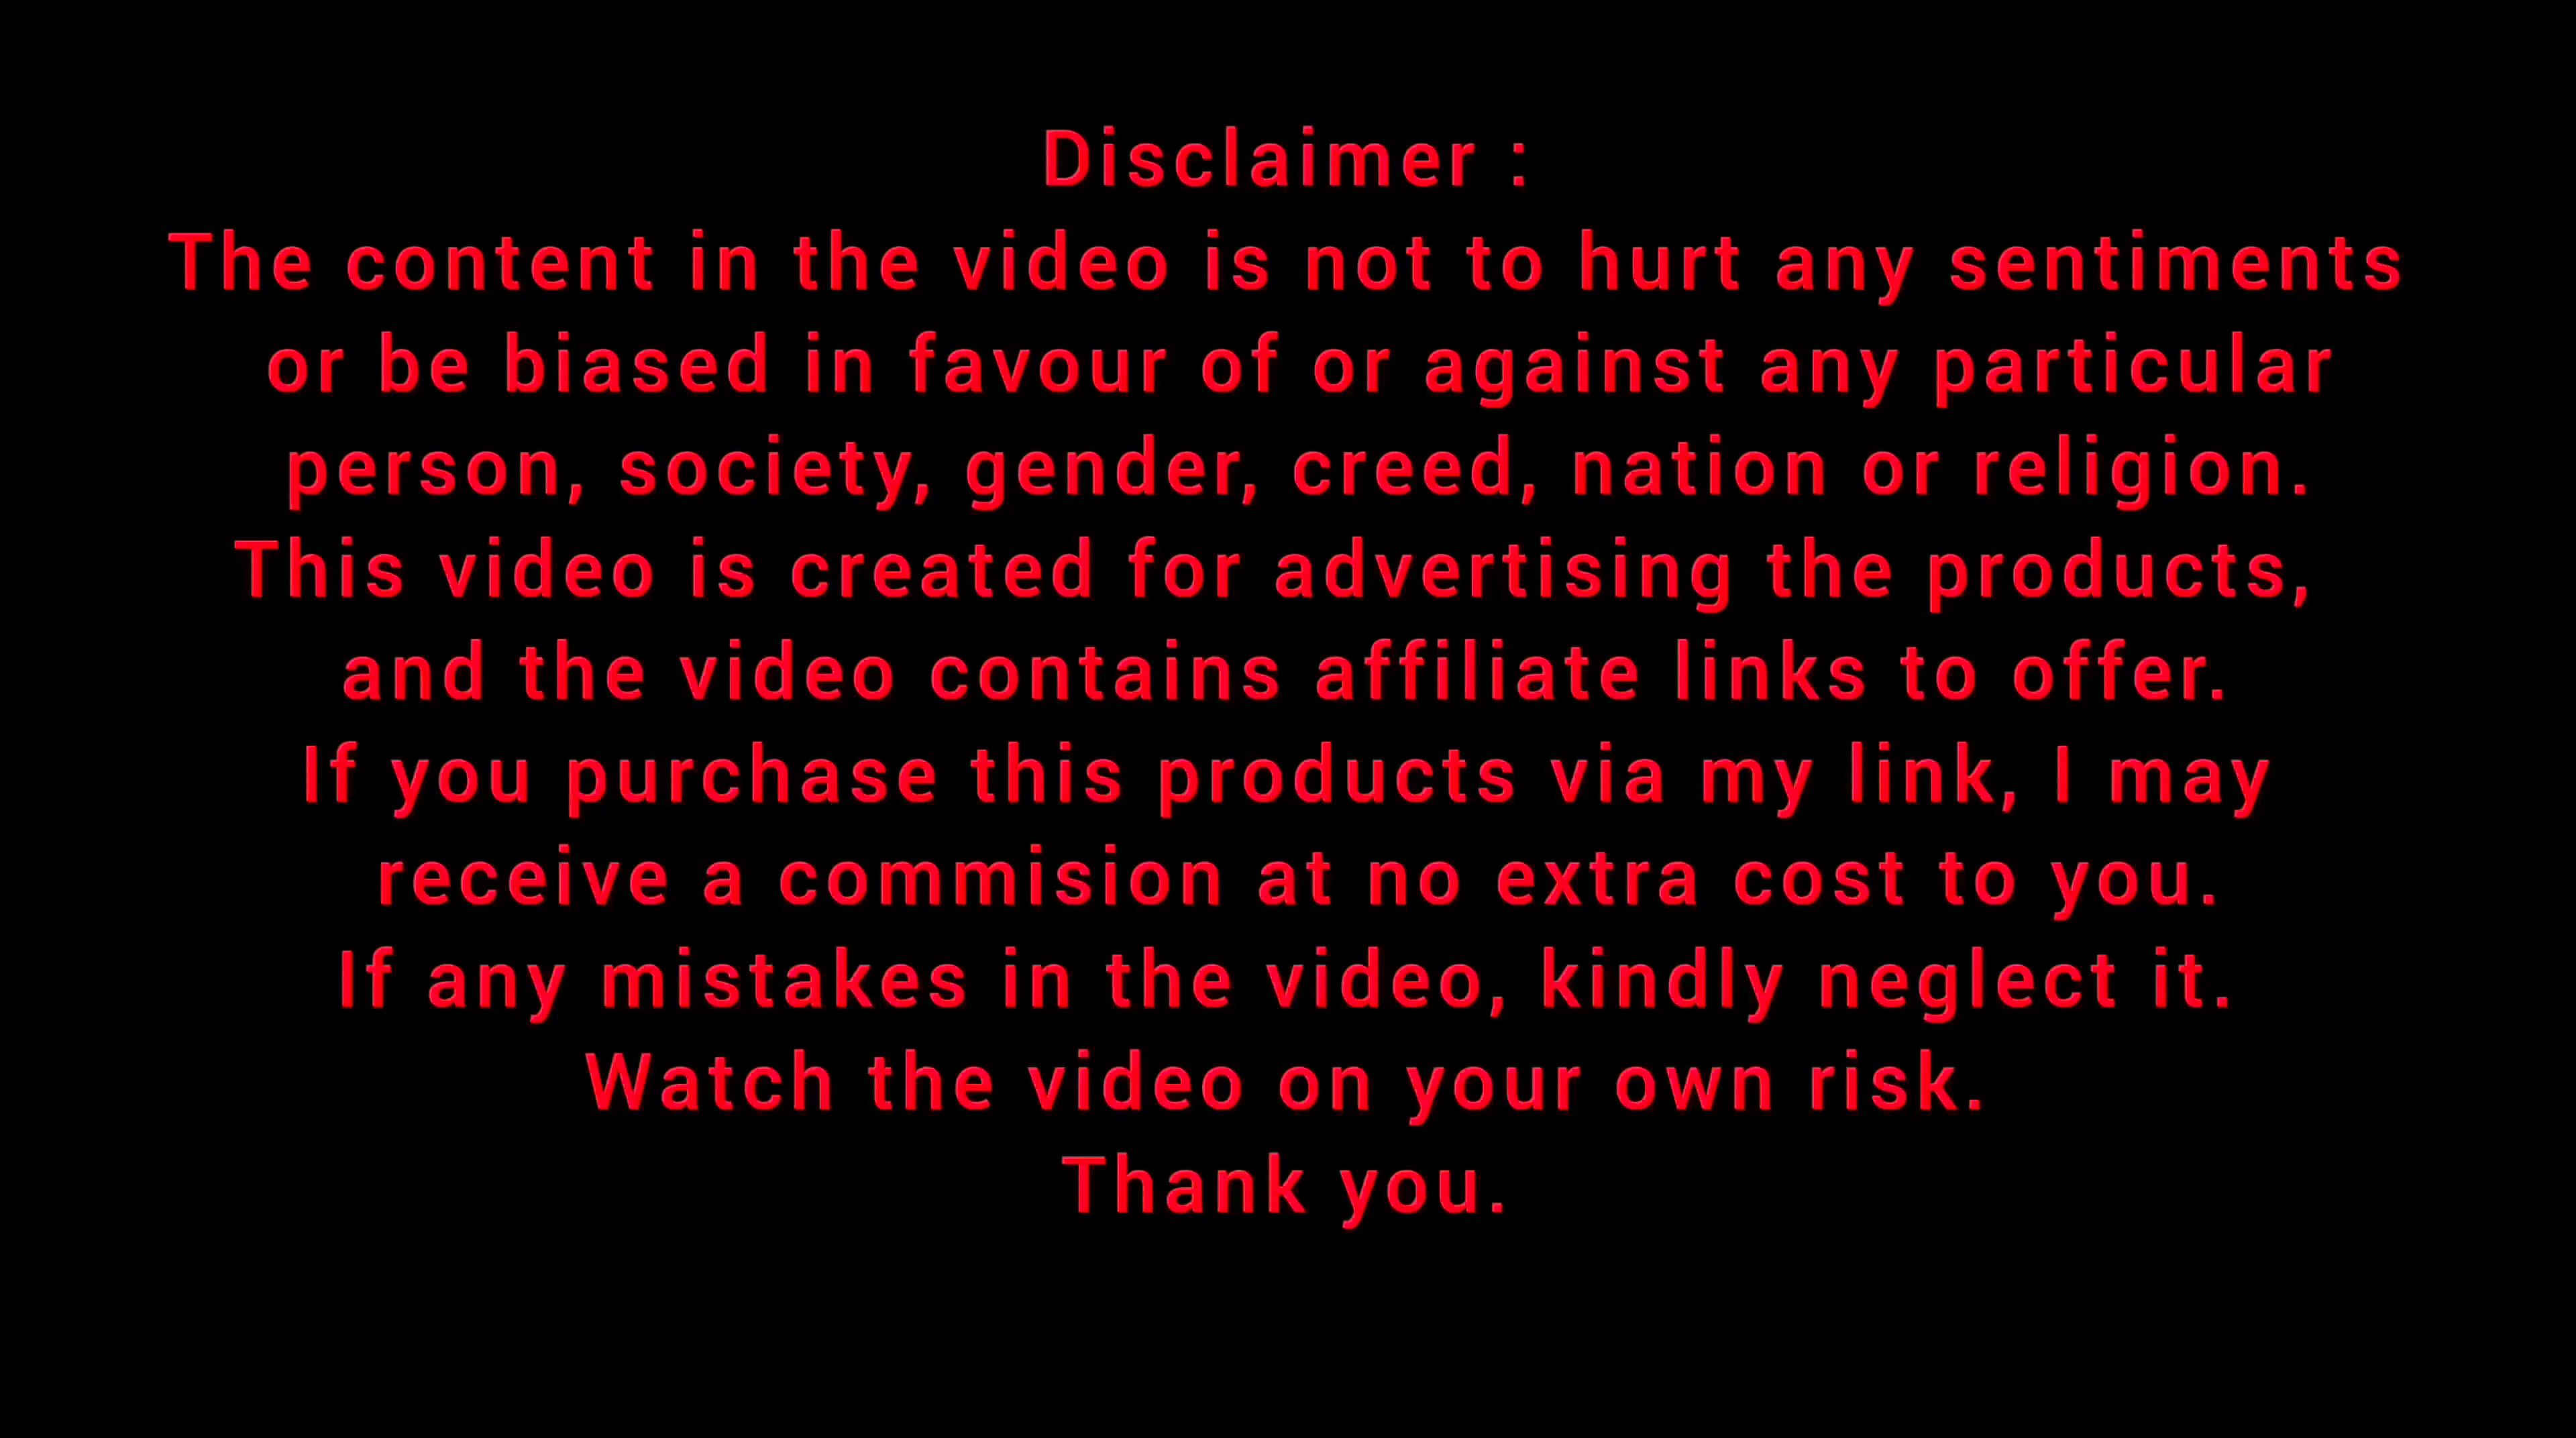 Disclaimer :
The content in the video is not to hurt any sentiments
or be biased in favour of or against any particular
person, society, gender, creed, nation or religion.
This video is created for advertising the products,
and the video contains affiliate links to offer.
If you purchase this products via my link, I may
receive a commision at no extra cost to you.
If any mistakes in the video, kindly neglect it.
Watch the video on your own risk.
Thank you.